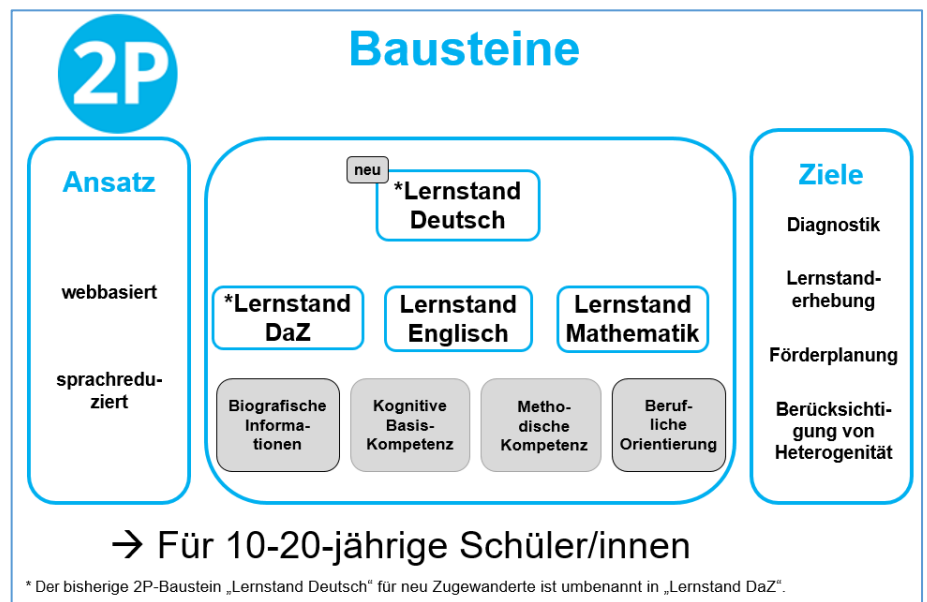 2P
Bausteine
Ansatz
webbasiert
sprachredu-
ziert
neu
*Lernstand
Deutsch
*Lernstand
DaZ
Lernstand
Englisch
Lernstand
Mathematik
Biografische
Informa-
tionen
Kognitive
Basis-
Kompetenz
Metho-
dische
Kompetenz
Beruf-
liche
Orientierung
Ziele
Diagnostik
Lernstand-
erhebung
Förderplanung
Berücksichti-
gung von
Heterogenität
→ Für 10-20-jährige Schüler/innen
* Der bisherige 2P-Baustein „Lernstand Deutsch“ für neu Zugewanderte ist umbenannt in „Lernstand DaZ“.